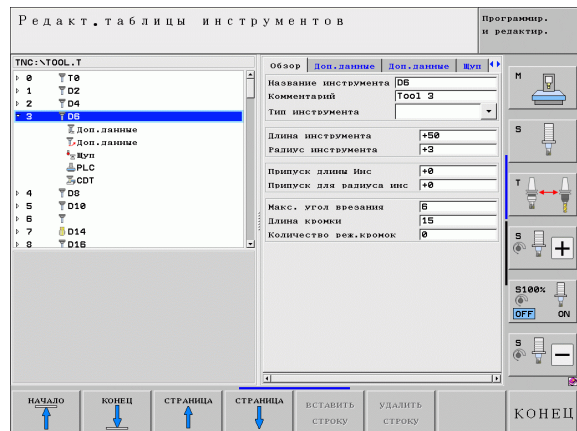 Редакт.таблицы инструментов
Программир.
и редактир.
TNC:\TOOL.T
0 T0
1 D2
2 D4
3 D6
Доп.данные
Доп.данные
Щуп
PLC
CDT
4 D8
5 D10
6
7 D14
8 D16
Обзор Доп.данные Доп.данные Щуп
Название инструмента D6
Комментарий Tool 3
Тип инструмента
Длина инструмента +50
Радиус инструмента +3
Припуск длины Инс +0
Припуск для радиуса инс +0
Макс. угол врезания 6
Длина кромки 15
Количество реж.кромок 0
M
S
T
S
S100%
OFF ON
S
НАЧАЛО
КОНЕЦ
СТРАНИЦА
СТРАНИЦА
ВСТАВИТЬ
СТРОКУ
УДАЛИТЬ
СТРОКУ
КОНЕЦ